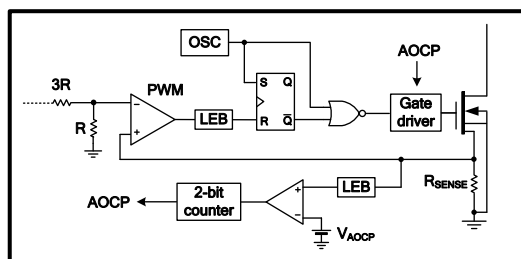 OSC
AOCP
3R
PWM
S Q
LEB
R Q
Gate
driver
R
LEB
RSENSE
AOCP
2-bit
counter
VAOCP